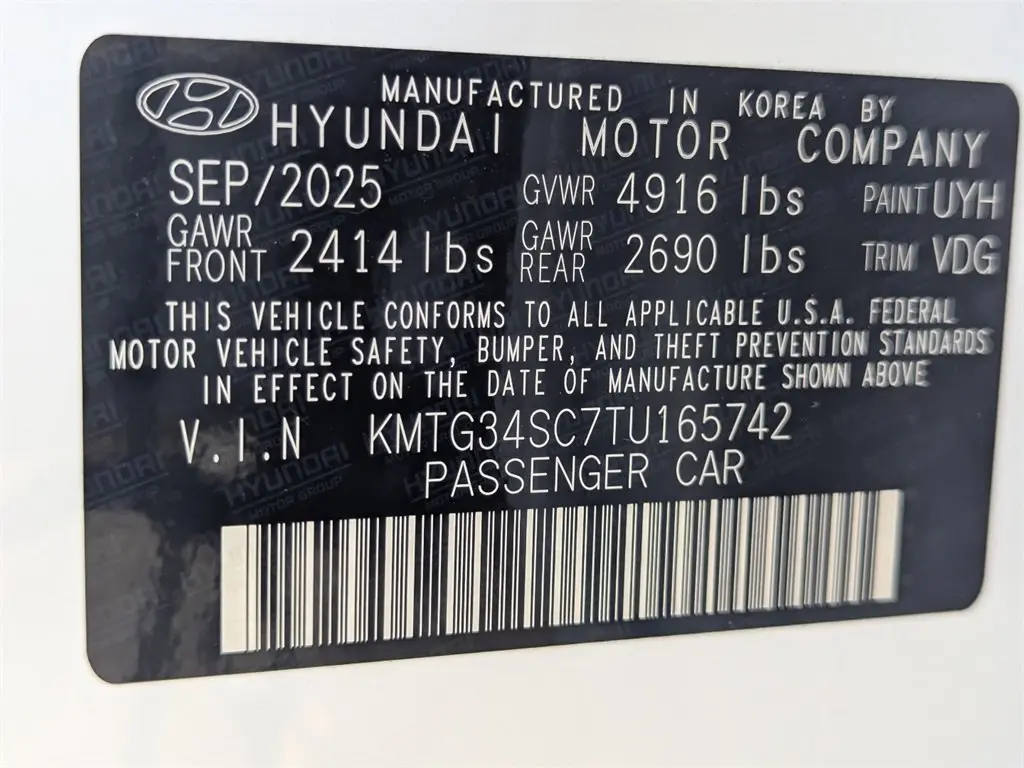 MANUFACTURED IN KOREA BY
HYUNDAI MOTOR COMPANY
SEP/2025 GVWR 4916 lbs PAINT UYH
GAWR FRONT 2414 lbs GAWR REAR 2690 lbs TRIM VDG
THIS VEHICLE CONFORMS TO ALL APPLICABLE U.S.A. FEDERAL
MOTOR VEHICLE SAFETY, BUMPER, AND THEFT PREVENTION STANDARDS
IN EFFECT ON THE DATE OF MANUFACTURE SHOWN ABOVE
V.I.N KMTG34SC7TU165742
PASSENGER CAR